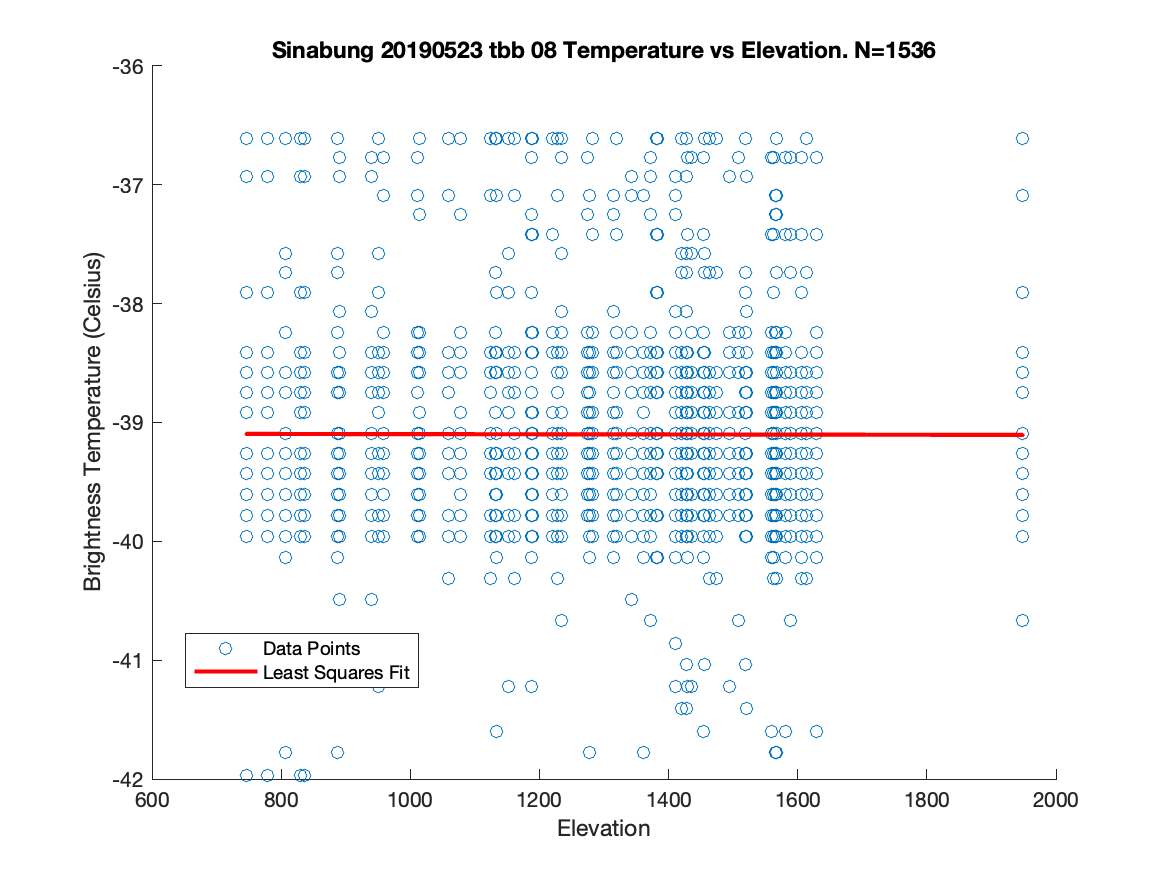 Sinabung 20190523 tbb 08 Temperature vs Elevation. N=1536
-36
-37
-38
-39
-40
-41
-42
Brightness Temperature (Celsius)
Data Points
Least Squares Fit
600 800 1000 1200 1400 1600 1800 2000
Elevation